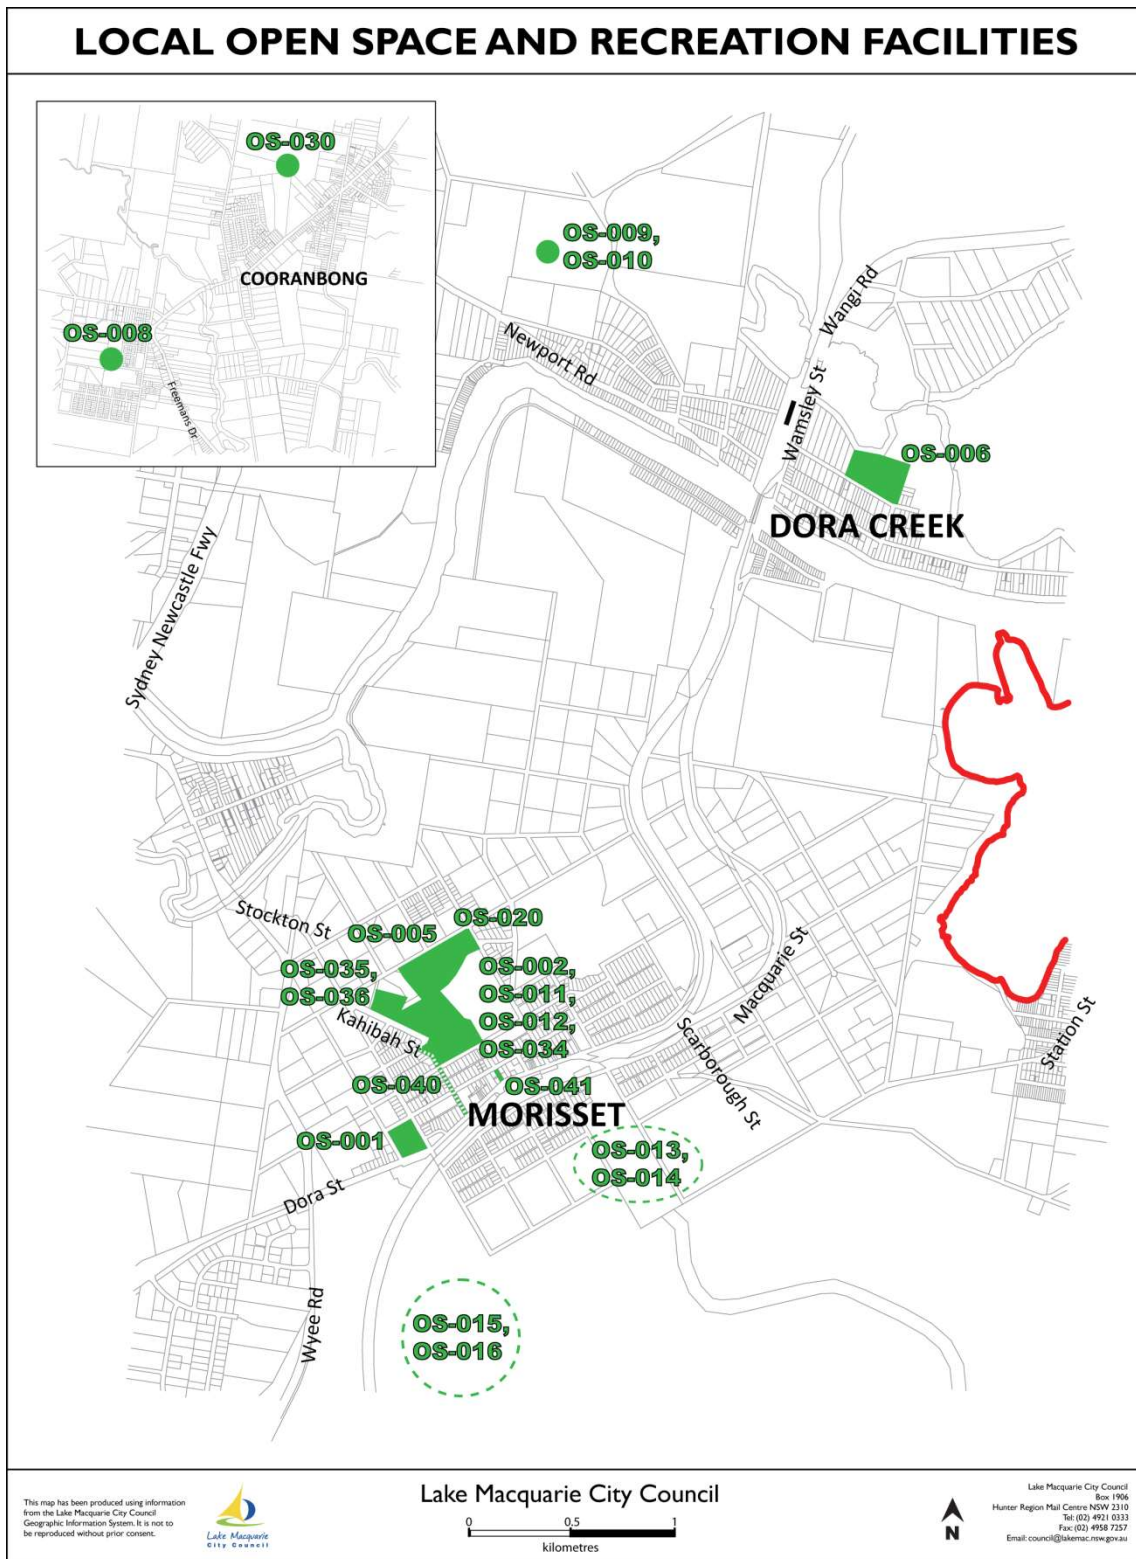 LOCAL OPEN SPACE AND RECREATION FACILITIES
OS-030
COORANBONG
OS-008
Freemans Dr
OS-009,
OS-010
Newport Rd
Wangi Rd
Wamsley St
OS-006
DORA CREEK
Sydney Newcastle Fwy
Stockton St
OS-005
OS-020
OS-035,
OS-036
OS-002,
OS-011,
OS-012,
OS-034
Kahibah St
OS-040
OS-041
MORISSET
Macquarie St
Scarborough St
Station St
OS-001
OS-013,
OS-014
Dora St
Wyee Rd
OS-015,
OS-016
This map has been produced using information
from the Lake Macquarie City Council
Geographic Information System. It is not to
be reproduced without prior consent.
Lake Macquarie
City Council
Lake Macquarie City Council
0 0.5 1
kilometres
N
Lake Macquarie City Council
Box 1906
Hunter Region Mail Centre NSW 2310
Tel: (02) 4921 0333
Fax: (02) 4958 7257
Email: council@lakemac.nsw.gov.au